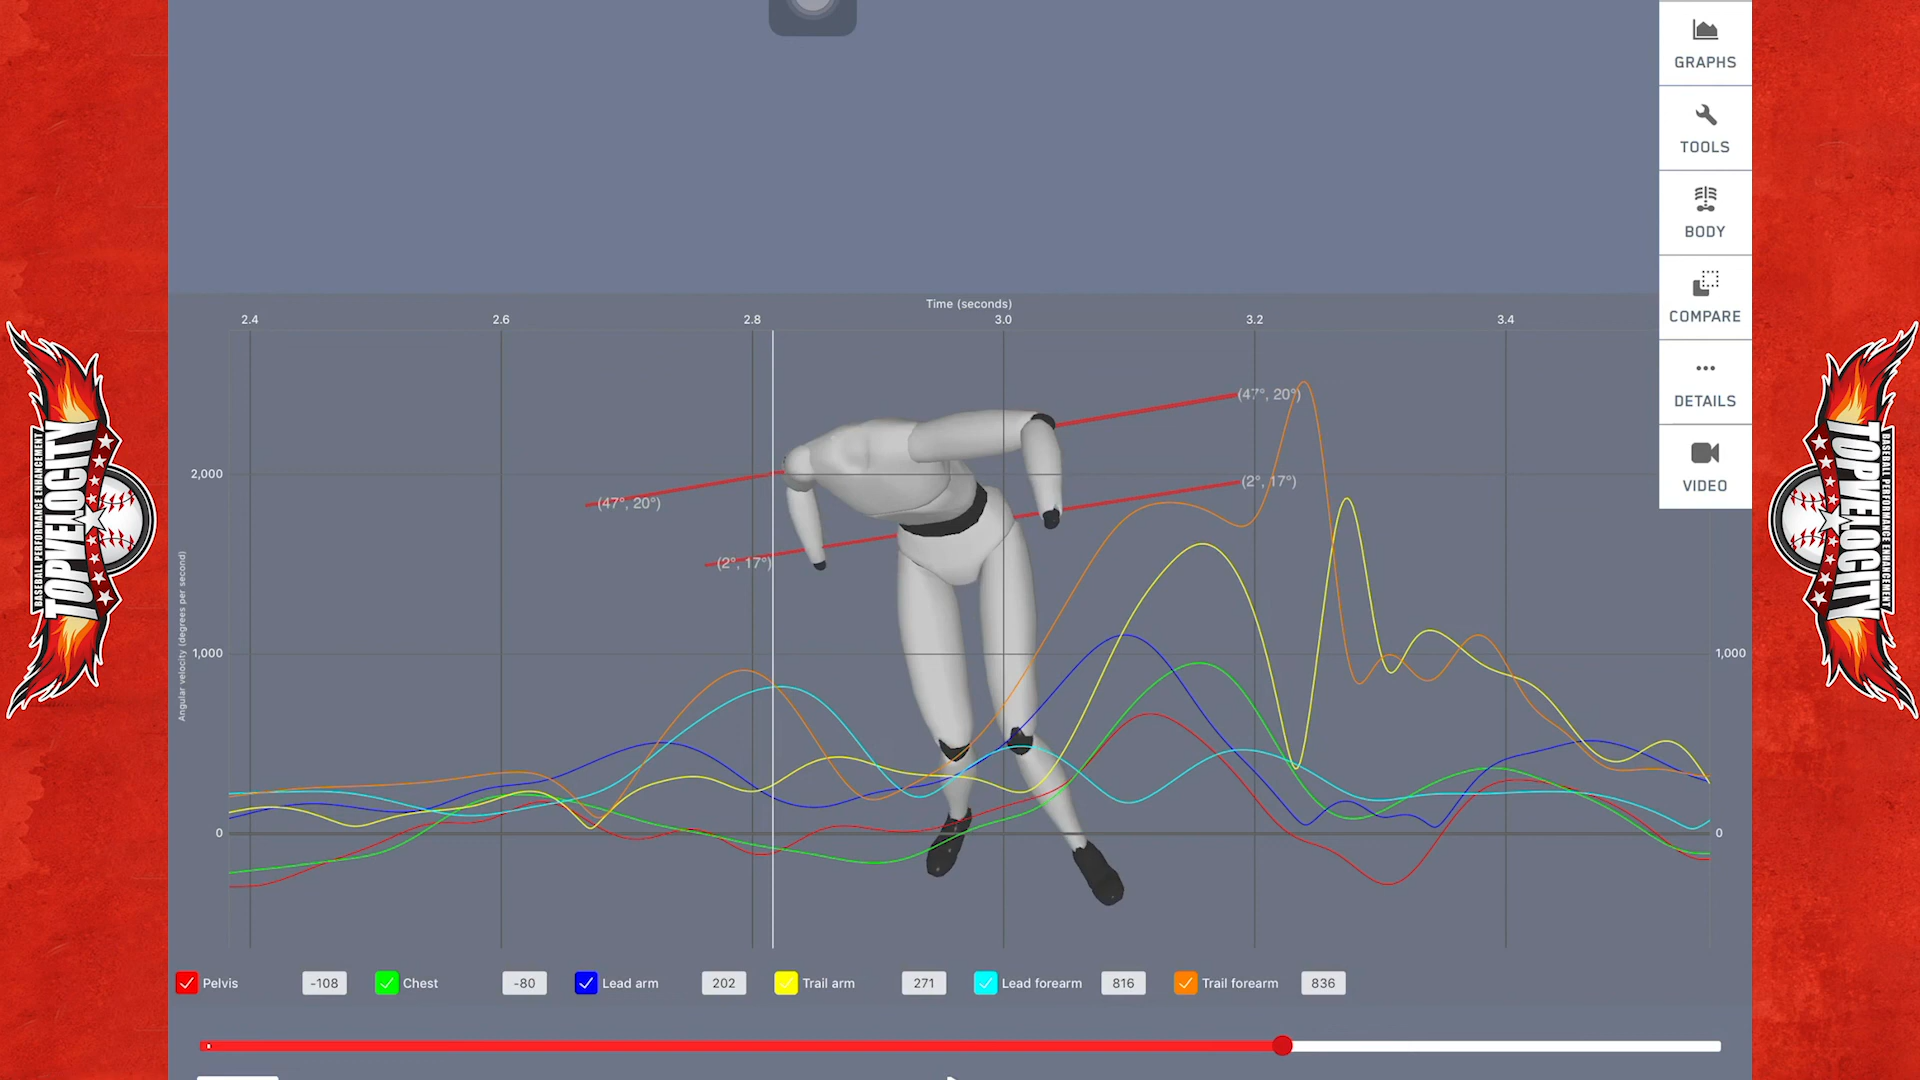 GRAPHS
TOOLS
BODY
COMPARE
DETAILS
VIDEO
Time (seconds)
2.4 2.6 2.8 3.0 3.2 3.4
2,000
1,000 1,000
0 0
Angular velocity (degrees per second)
(47°, 20°)
(47°, 20°)
(2°, 17°)
(2°, 17°)
Pelvis -108 Chest -80 Lead arm 202 Trail arm 271 Lead forearm 816 Trail forearm 836
TOPVELOCITY
BASEBALL PERFORMANCE ENHANCEMENT
TOPVELOCITY
BASEBALL PERFORMANCE ENHANCEMENT